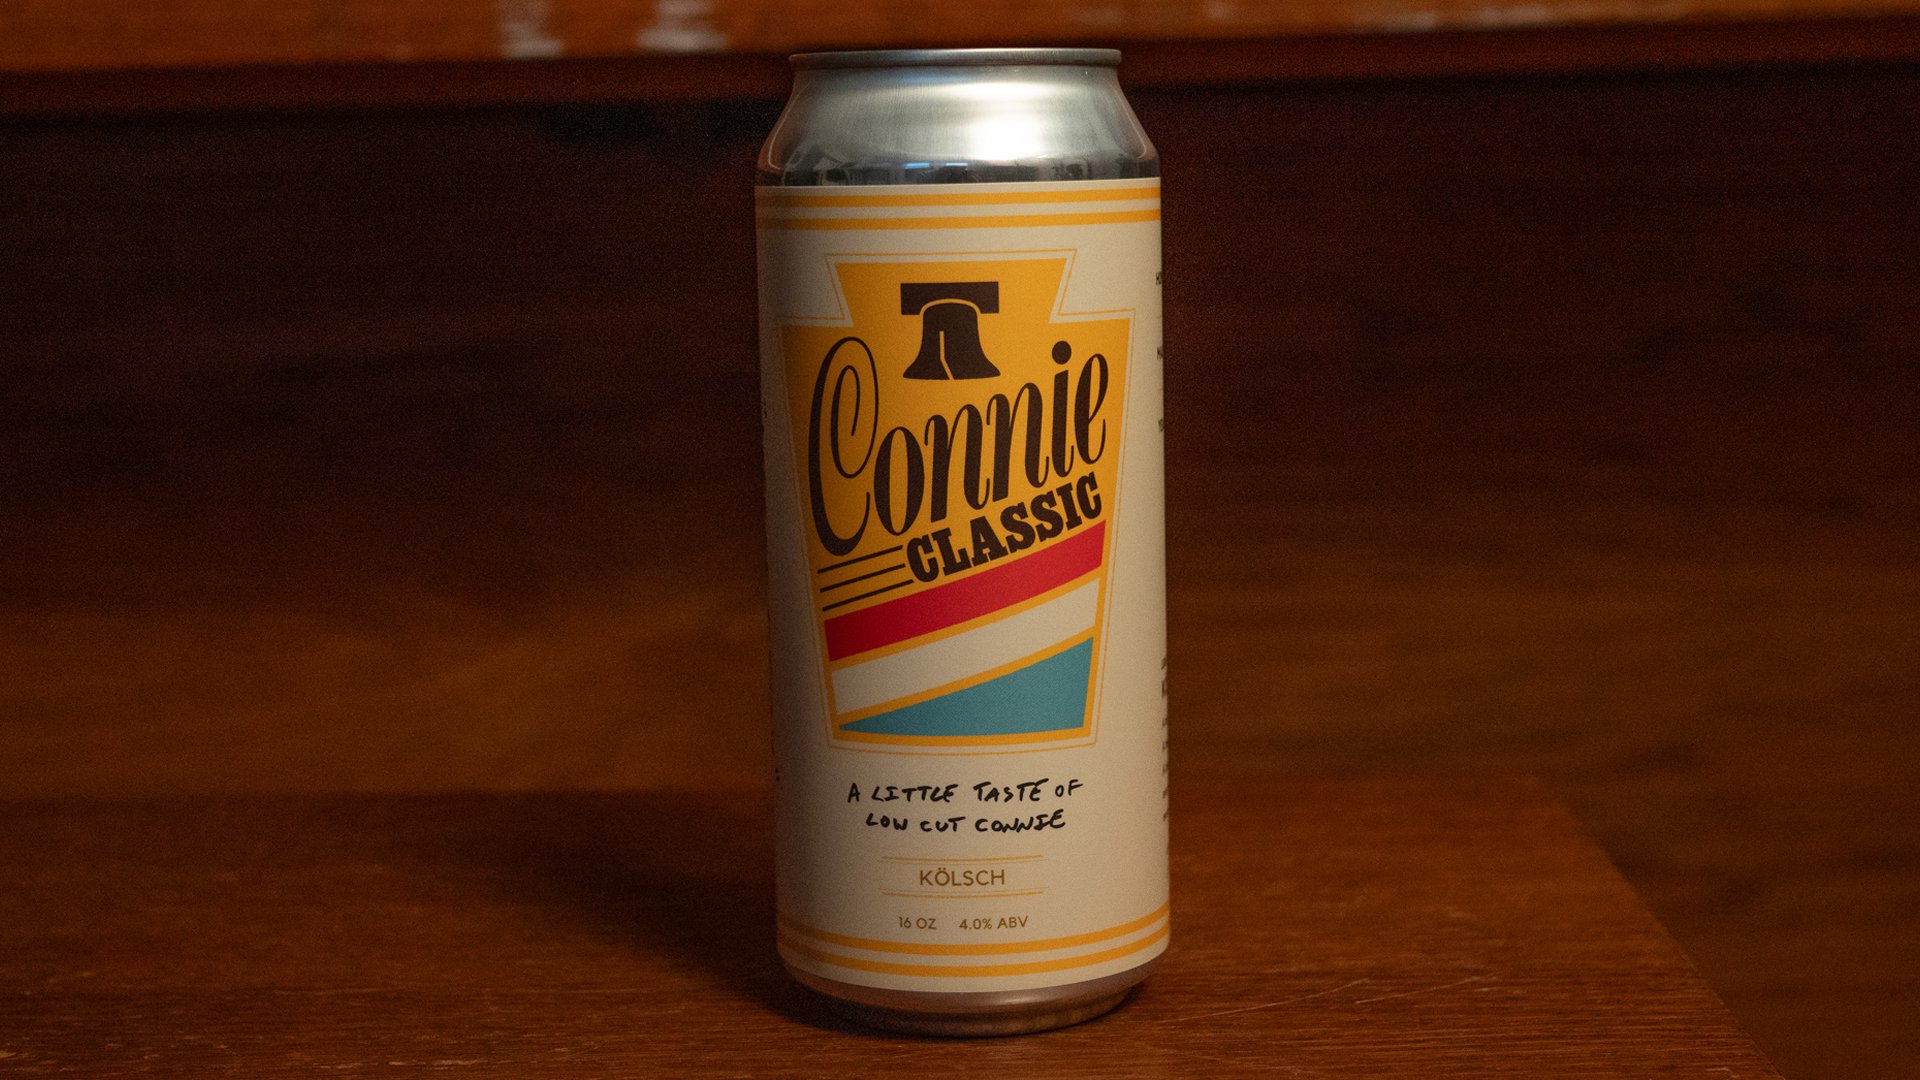 Connie
CLASSIC
A LITTLE TASTE OF
LOW CUT CONNIE
KÖLSCH
16 OZ 4.0% ABV